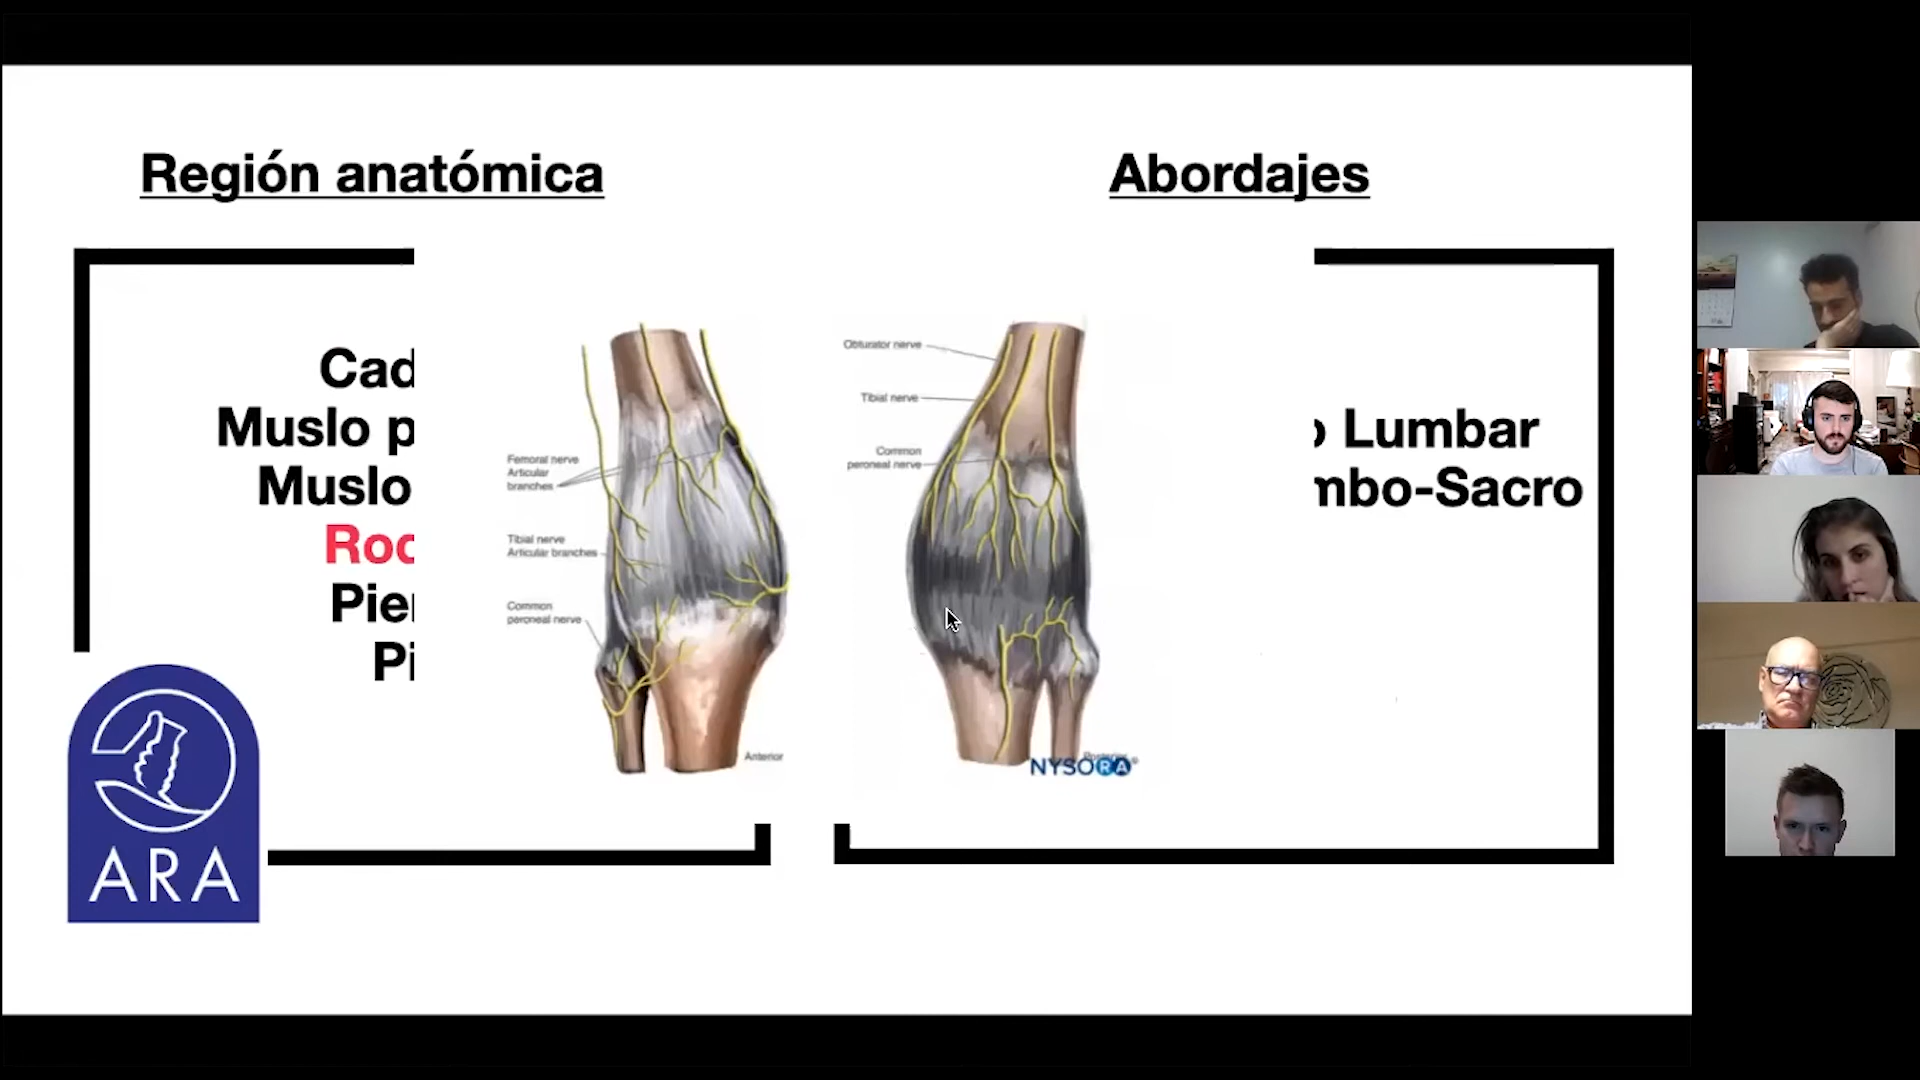 Región anatómica
Abordajes
Cad
Muslo p
Muslo
Roc
Pie
Pi
Lumbar
mbo-Sacro
Femoral nerve
Articular
branches
Tibial nerve
Articular branches
Common
peroneal nerve
Anterior
Obturator nerve
Tibial nerve
Common
peroneal nerve
Posterior
NYSORA
ARA